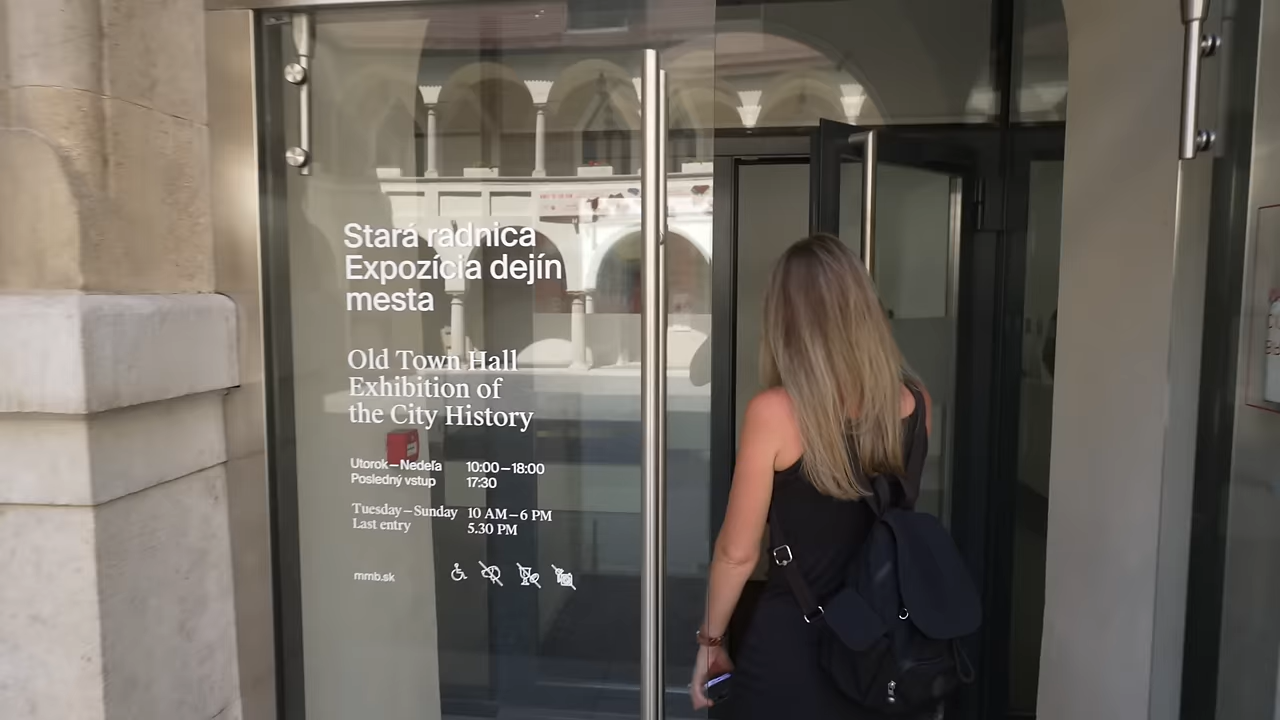 Stará radnica
Expozícia dejín
mesta
Old Town Hall
Exhibition of
the City History
Utorok–Nedeľa 10:00–18:00
Posledný vstup 17:30
Tuesday–Sunday 10 AM–6 PM
Last entry 5.30 PM
mmb.sk